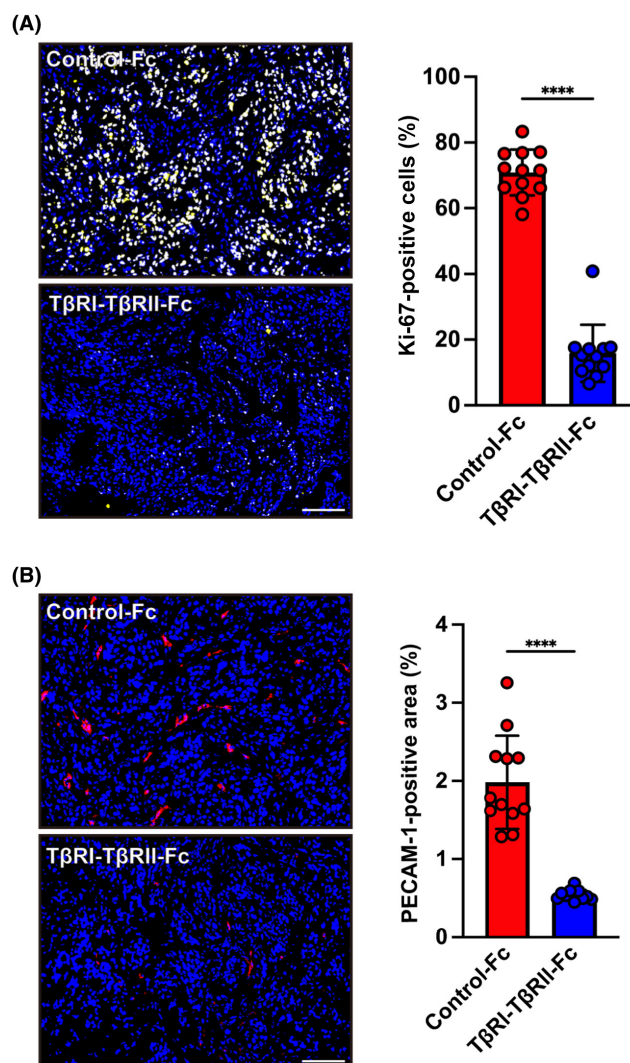 (A)
Control-Fc
TβRI-TβRII-Fc
Ki-67-positive cells (%)
100
80
60
40
20
0
****
Control-Fc
TβRI-TβRII-Fc
(B)
Control-Fc
TβRI-TβRII-Fc
PECAM-1-positive area (%)
4
3
2
1
0
****
Control-Fc
TβRI-TβRII-Fc